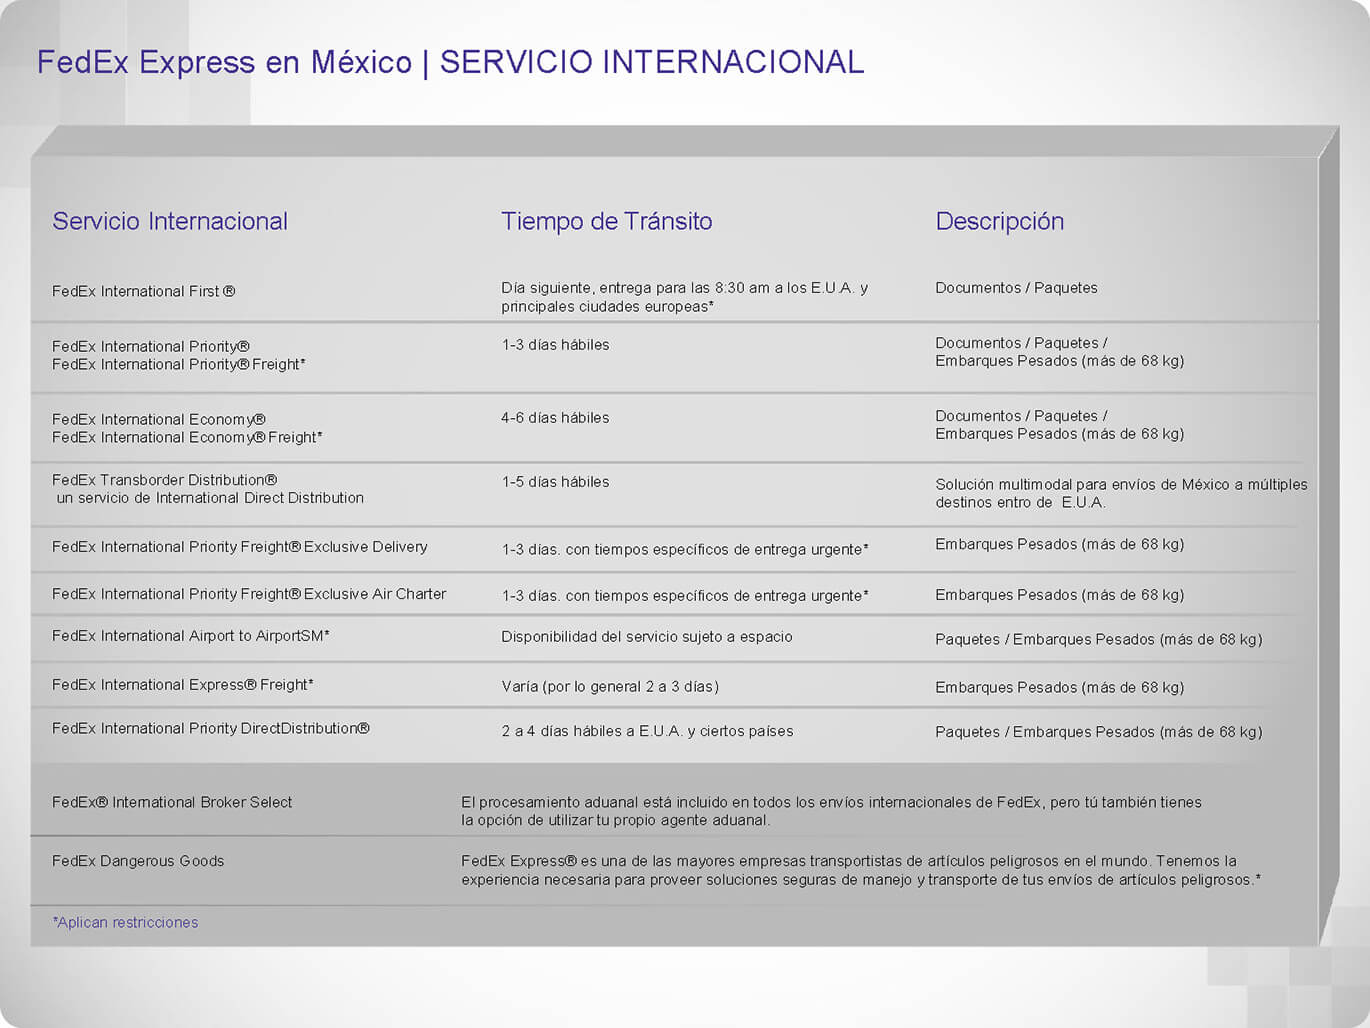 FedEx Express en México | SERVICIO INTERNACIONAL
Servicio Internacional
Tiempo de Tránsito
Descripción
FedEx International First ®
Día siguiente, entrega para las 8:30 am a los E.U.A. y
principales ciudades europeas*
Documentos / Paquetes
FedEx International Priority®
FedEx International Priority® Freight*
1-3 días hábiles
Documentos / Paquetes /
Embarques Pesados (más de 68 kg)
FedEx International Economy®
FedEx International Economy® Freight*
4-6 días hábiles
Documentos / Paquetes /
Embarques Pesados (más de 68 kg)
FedEx Transborder Distribution®
un servicio de International Direct Distribution
1-5 días hábiles
Solución multimodal para envíos de México a múltiples
destinos entro de E.U.A.
FedEx International Priority Freight® Exclusive Delivery
1-3 días. con tiempos específicos de entrega urgente*
Embarques Pesados (más de 68 kg)
FedEx International Priority Freight® Exclusive Air Charter
1-3 días. con tiempos específicos de entrega urgente*
Embarques Pesados (más de 68 kg)
FedEx International Airport to AirportSM*
Disponibilidad del servicio sujeto a espacio
Paquetes / Embarques Pesados (más de 68 kg)
FedEx International Express® Freight*
Varía (por lo general 2 a 3 días)
Embarques Pesados (más de 68 kg)
FedEx International Priority DirectDistribution®
2 a 4 días hábiles a E.U.A. y ciertos países
Paquetes / Embarques Pesados (más de 68 kg)
FedEx® International Broker Select
El procesamiento aduanal está incluido en todos los envíos internacionales de FedEx, pero tú también tienes
la opción de utilizar tu propio agente aduanal.
FedEx Dangerous Goods
FedEx Express® es una de las mayores empresas transportistas de artículos peligrosos en el mundo. Tenemos la
experiencia necesaria para proveer soluciones seguras de manejo y transporte de tus envíos de artículos peligrosos.*
*Aplican restricciones